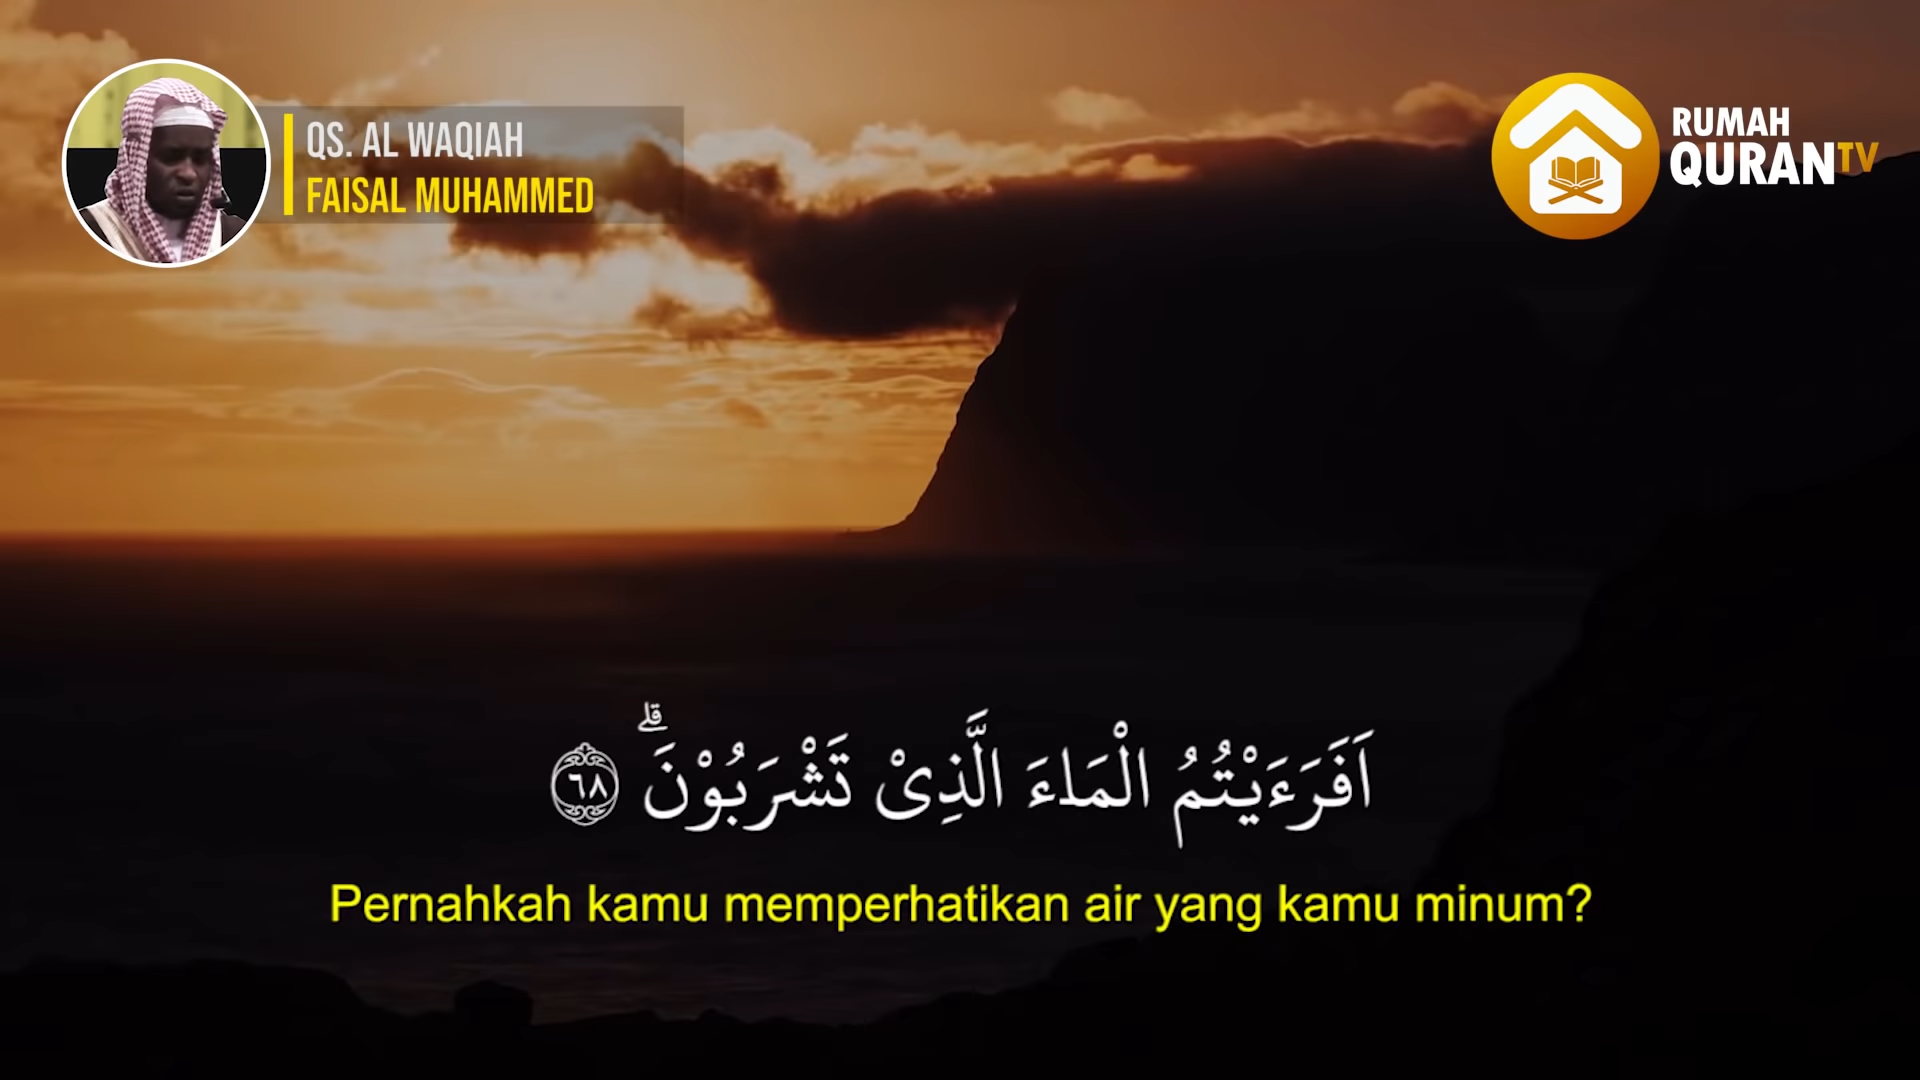 QS. AL WAQIAH
FAISAL MUHAMMED
RUMAH
QURANTV
اَفَرَءَيْتُمُ الْمَاۤءَ الَّذِيْ تَشْرَبُوْنَۗ ٦٨
Pernahkah kamu memperhatikan air yang kamu minum?